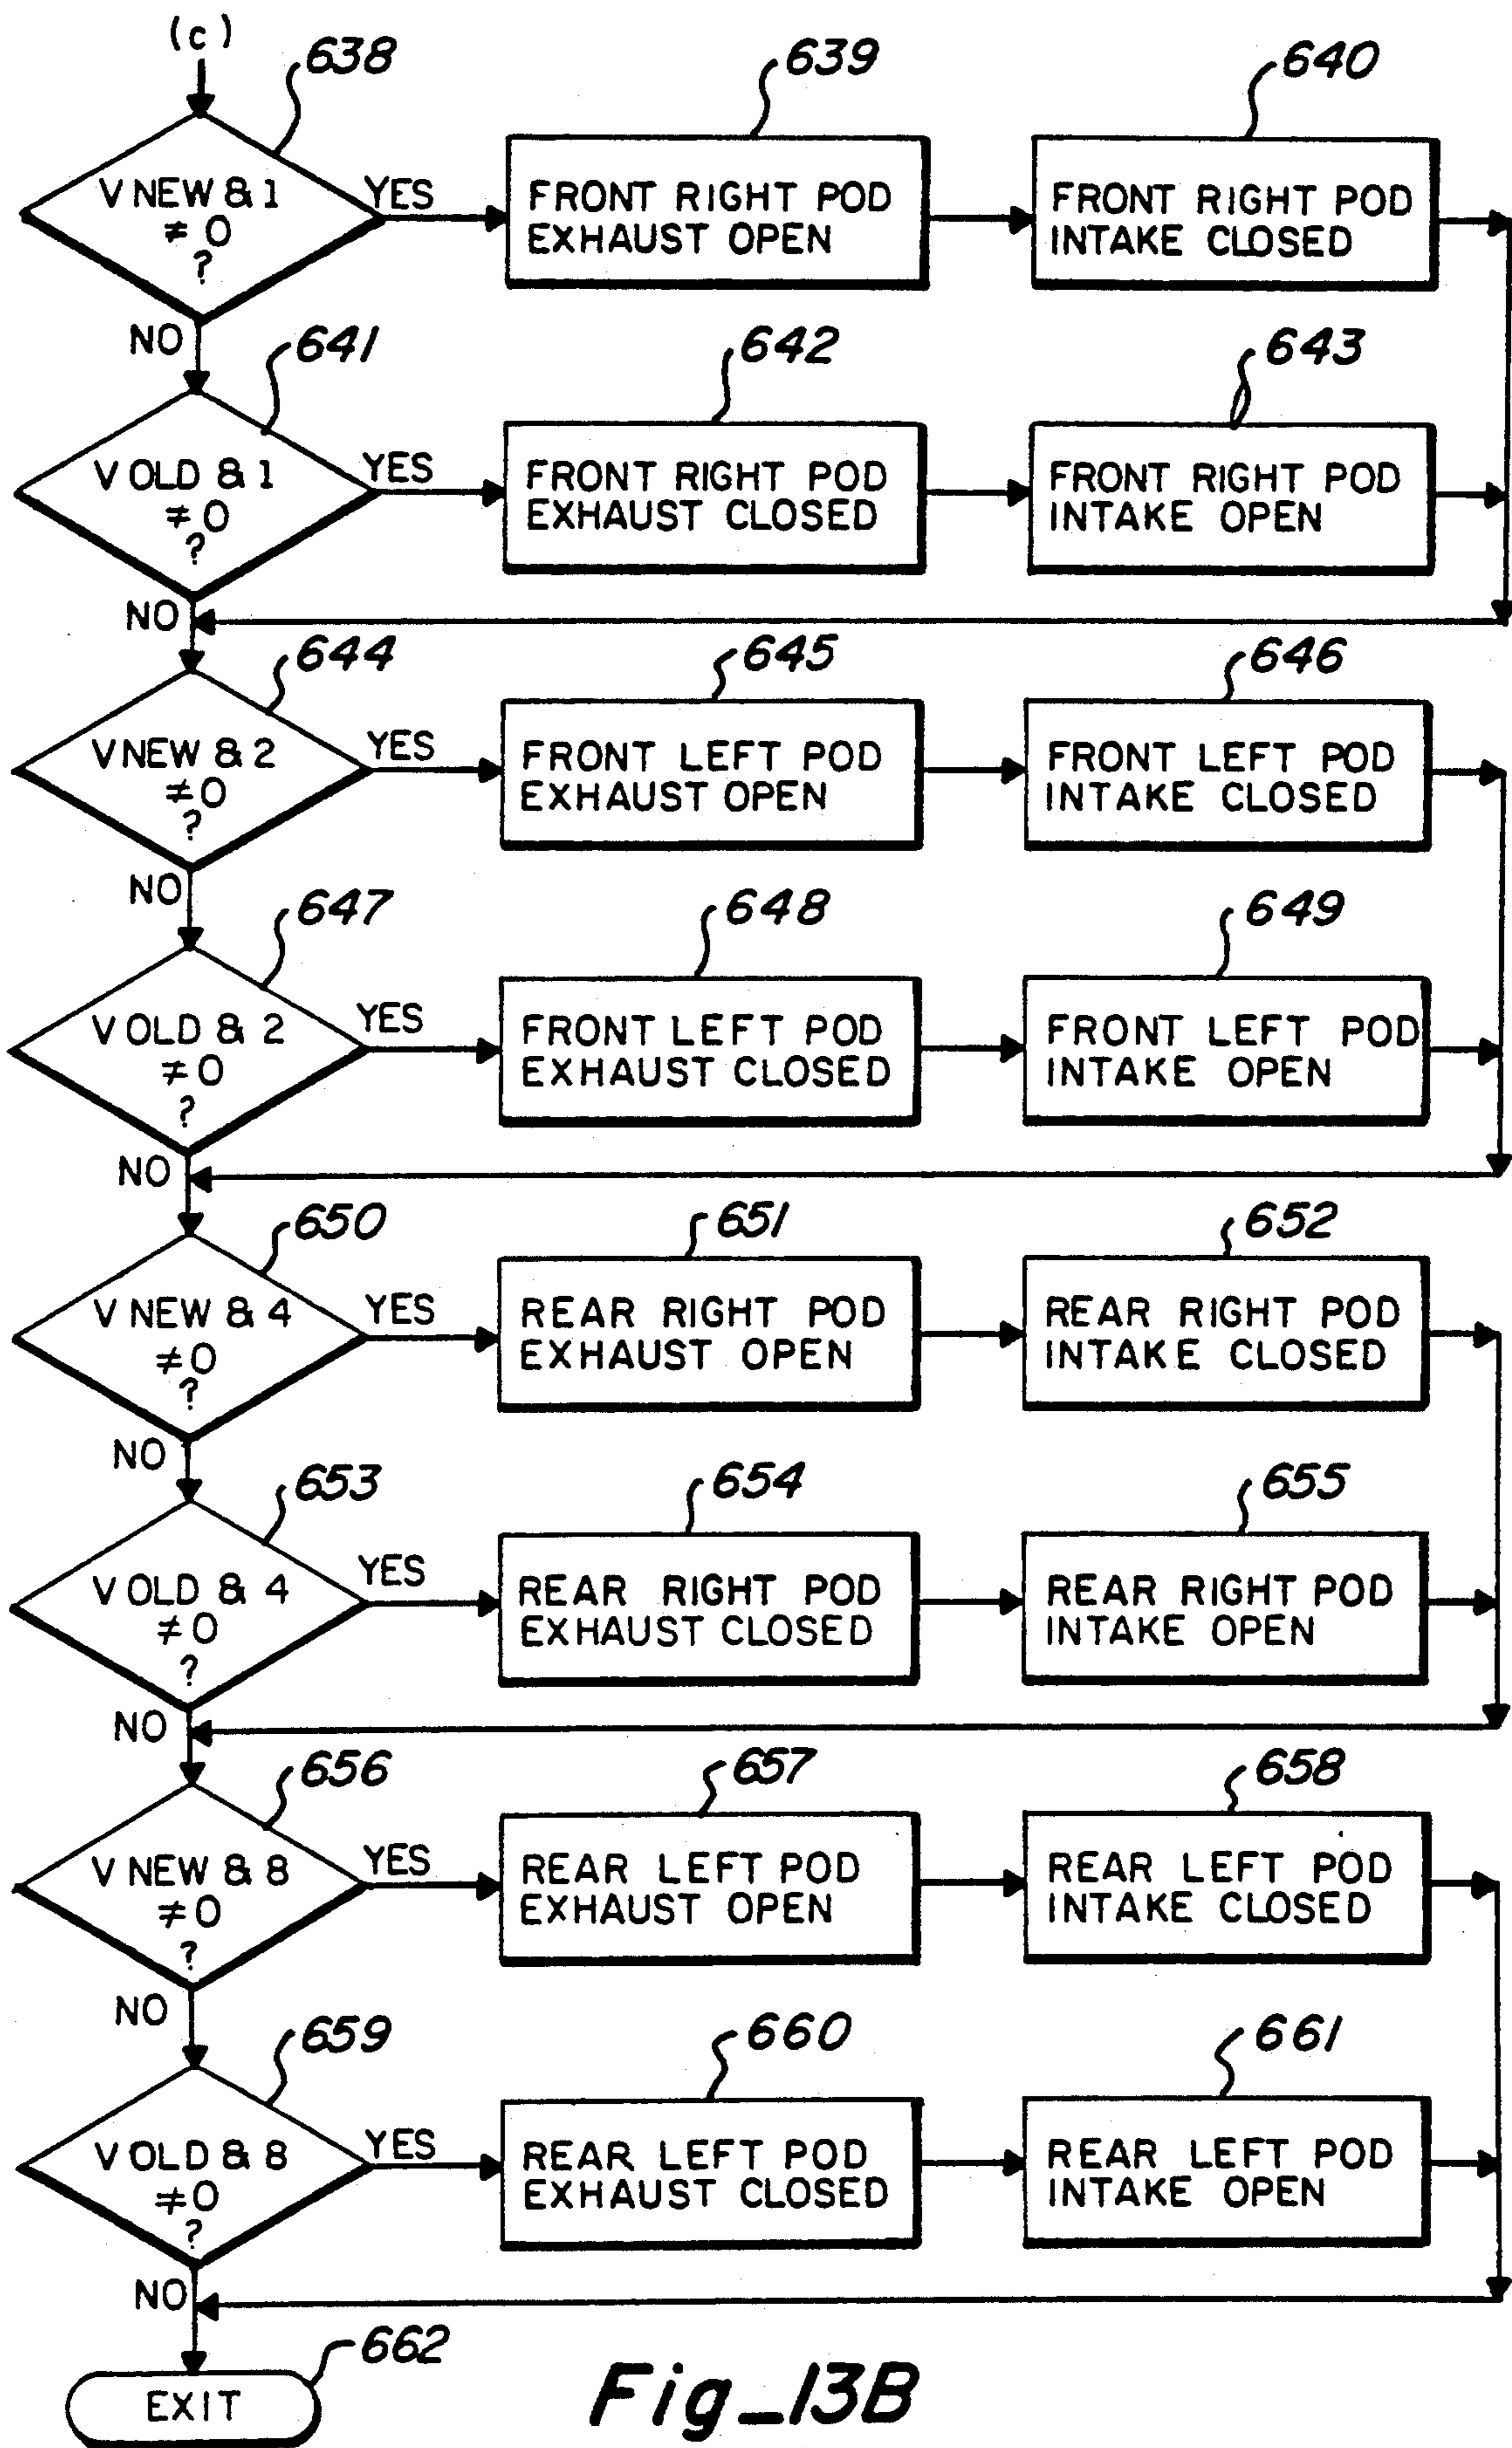 (c)
638
639
640
V NEW & 1
≠ 0
?
YES
FRONT RIGHT POD
EXHAUST OPEN
FRONT RIGHT POD
INTAKE CLOSED
NO
641
642
643
V OLD & 1
≠ 0
?
YES
FRONT RIGHT POD
EXHAUST CLOSED
FRONT RIGHT POD
INTAKE OPEN
NO
644
645
646
V NEW & 2
≠ 0
?
YES
FRONT LEFT POD
EXHAUST OPEN
FRONT LEFT POD
INTAKE CLOSED
NO
647
648
649
V OLD & 2
≠ 0
?
YES
FRONT LEFT POD
EXHAUST CLOSED
FRONT LEFT POD
INTAKE OPEN
NO
650
651
652
V NEW & 4
≠ 0
?
YES
REAR RIGHT POD
EXHAUST OPEN
REAR RIGHT POD
INTAKE CLOSED
NO
653
654
655
V OLD & 4
≠ 0
?
YES
REAR RIGHT POD
EXHAUST CLOSED
REAR RIGHT POD
INTAKE OPEN
NO
656
657
658
V NEW & 8
≠ 0
?
YES
REAR LEFT POD
EXHAUST OPEN
REAR LEFT POD
INTAKE CLOSED
NO
659
660
661
V OLD & 8
≠ 0
?
YES
REAR LEFT POD
EXHAUST CLOSED
REAR LEFT POD
INTAKE OPEN
NO
662
EXIT
Fig_13B